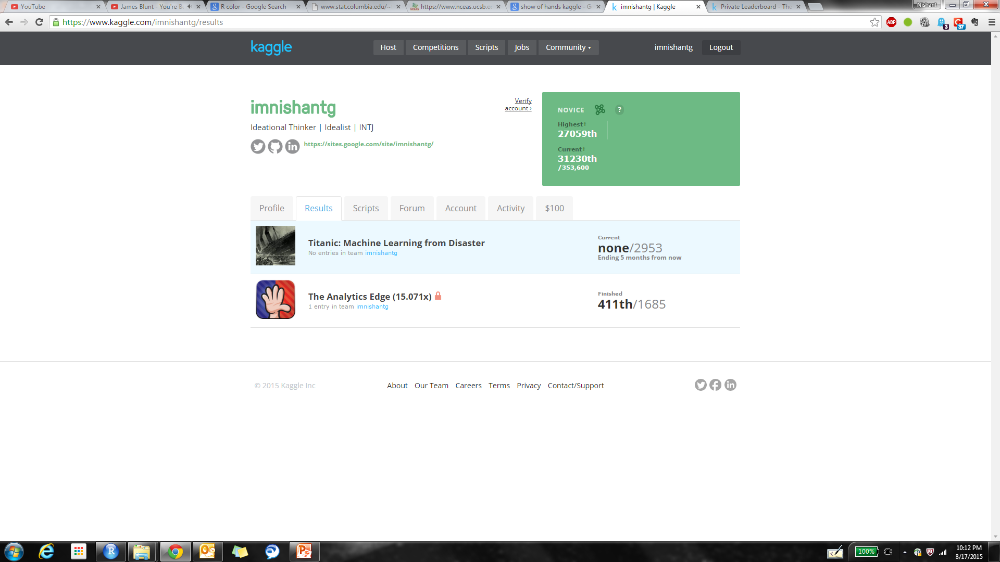 YouTube
James Blunt - You're Be
R color - Google Search
www.stat.columbia.edu/~
https://www.nceas.ucsb.e
show of hands kaggle - G
imnishantg | Kaggle
Private Leaderboard - The
Nishant
https://www.kaggle.com/imnishantg/results
ABP
3
37
kaggle
Host
Competitions
Scripts
Jobs
Community
imnishantg
Logout
imnishantg
Verify
account ›
Ideational Thinker | Idealist | INTJ
https://sites.google.com/site/imnishantg/
NOVICE ?
Highest†
27059th
Current†
31230th
/353,600
Profile
Results
Scripts
Forum
Account
Activity
$100
Titanic: Machine Learning from Disaster
No entries in team imnishantg
Current
none/2953
Ending 5 months from now
The Analytics Edge (15.071x)
1 entry in team imnishantg
Finished
411th/1685
© 2015 Kaggle Inc
About
Our Team
Careers
Terms
Privacy
Contact/Support
100%
10:12 PM
8/17/2015